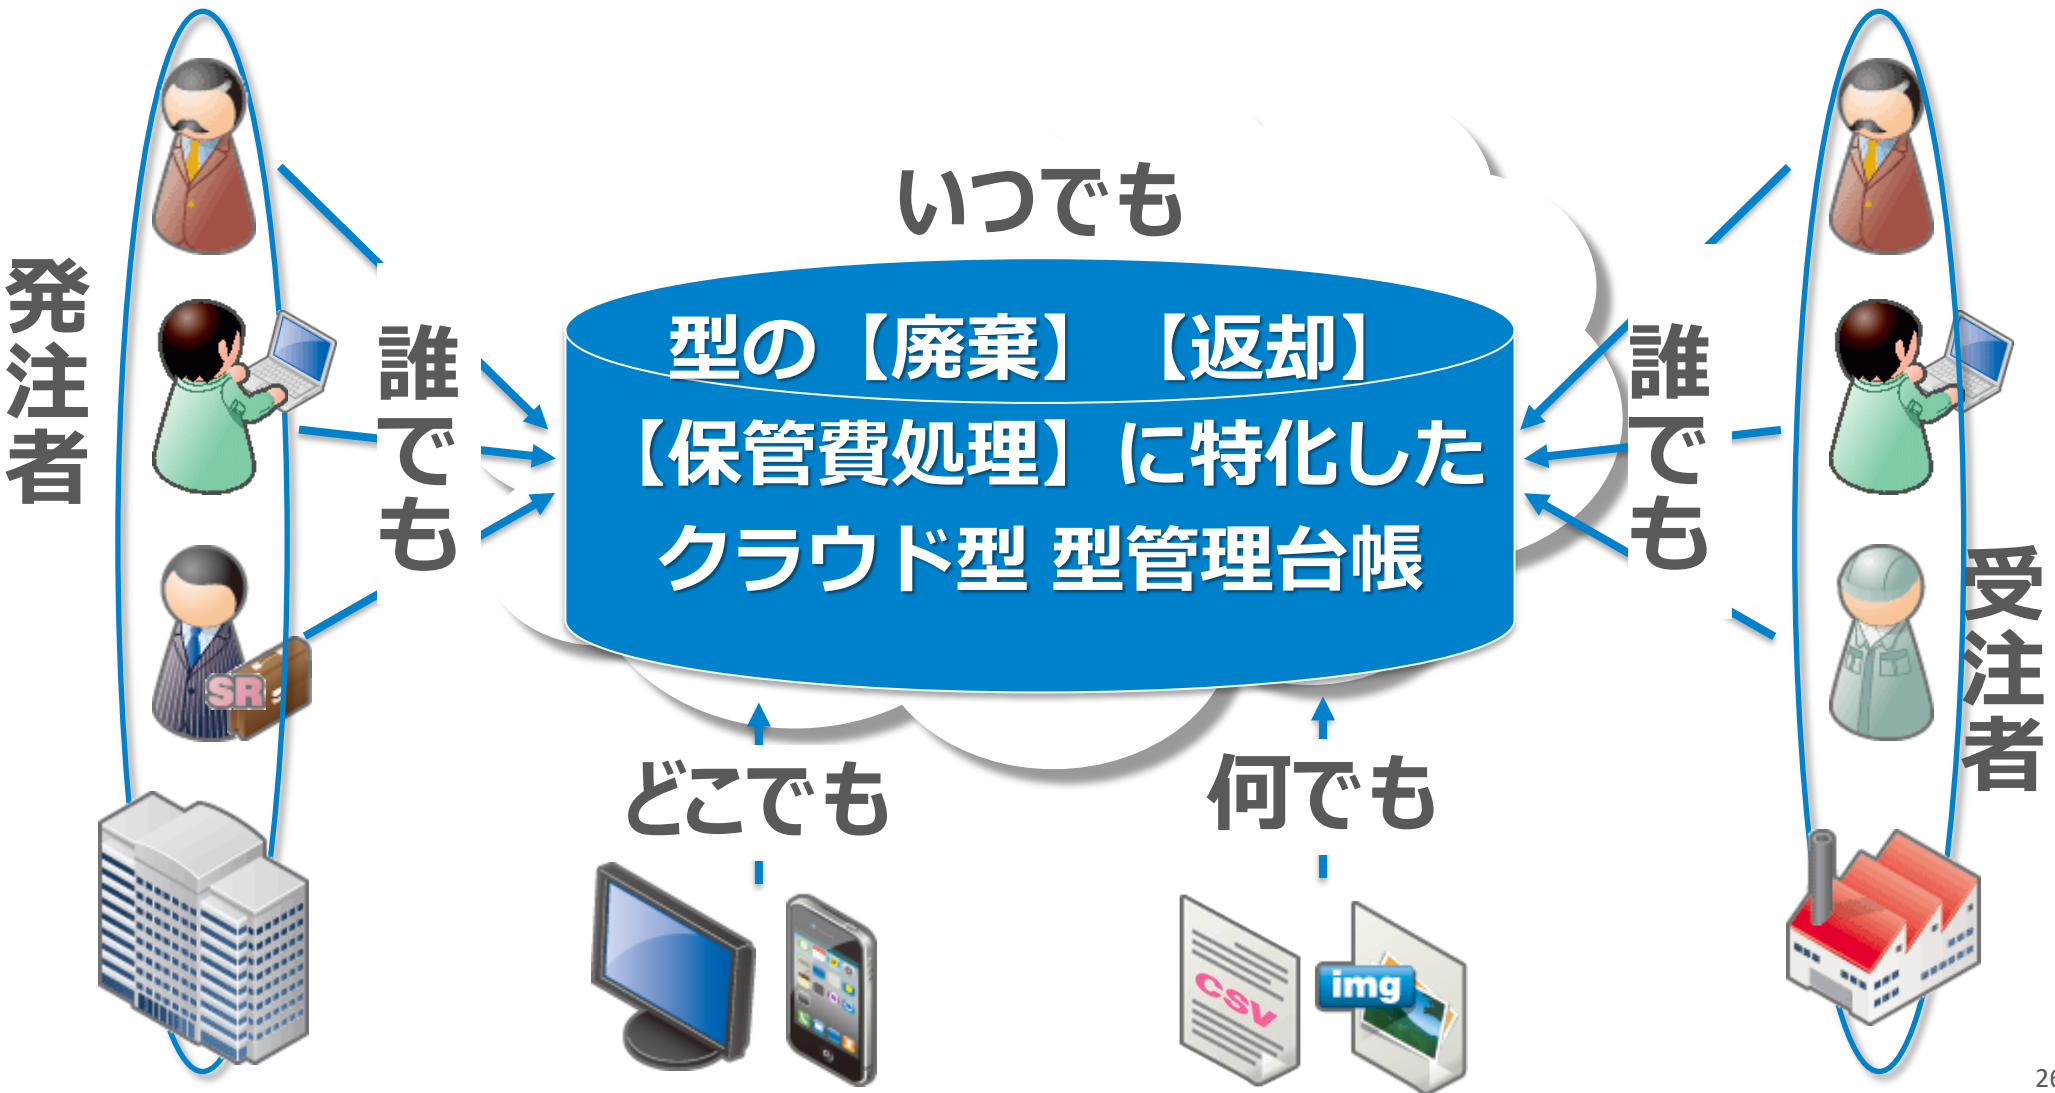 いつでも
発注者
誰でも
型の【廃棄】【返却】
【保管費処理】に特化した
クラウド型 型管理台帳
誰でも
受注者
SR
どこでも
何でも
CSV
img